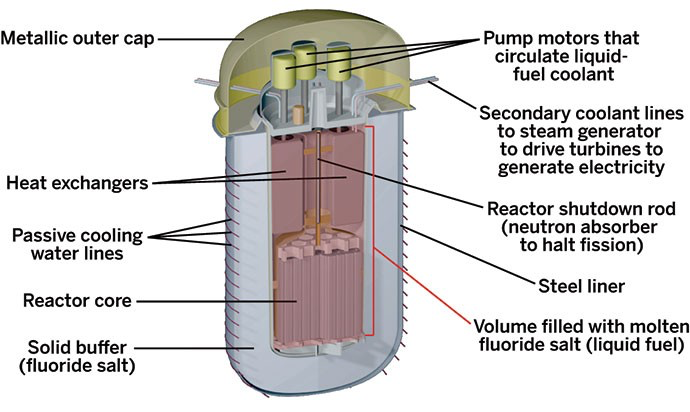 Metallic outer cap
Pump motors that
circulate liquid-
fuel coolant
Secondary coolant lines
to steam generator
to drive turbines to
generate electricity
Heat exchangers
Reactor shutdown rod
(neutron absorber
to halt fission)
Passive cooling
water lines
Steel liner
Reactor core
Volume filled with molten
fluoride salt (liquid fuel)
Solid buffer
(fluoride salt)